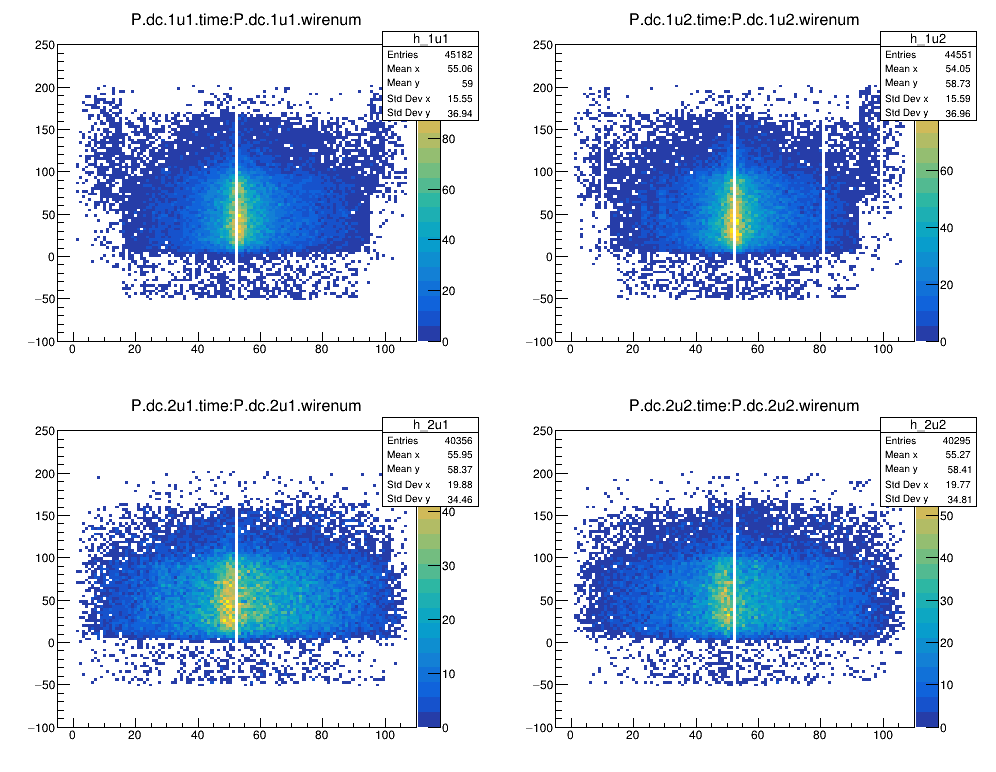 P.dc.1u1.time:P.dc.1u1.wirenum
h_1u1
Entries 45182
Mean x 55.06
Mean y 59
Std Dev x 15.55
Std Dev y 36.94
250
200
150
100
50
0
−50
−100
0 20 40 60 80 100
80
60
40
20
0
P.dc.1u2.time:P.dc.1u2.wirenum
h_1u2
Entries 44551
Mean x 54.05
Mean y 58.73
Std Dev x 15.59
Std Dev y 36.96
250
200
150
100
50
0
−50
−100
0 20 40 60 80 100
60
40
20
0
P.dc.2u1.time:P.dc.2u1.wirenum
h_2u1
Entries 40356
Mean x 55.95
Mean y 58.37
Std Dev x 19.88
Std Dev y 34.46
250
200
150
100
50
0
−50
−100
0 20 40 60 80 100
40
30
20
10
0
P.dc.2u2.time:P.dc.2u2.wirenum
h_2u2
Entries 40295
Mean x 55.27
Mean y 58.41
Std Dev x 19.77
Std Dev y 34.81
250
200
150
100
50
0
−50
−100
0 20 40 60 80 100
50
40
30
20
10
0